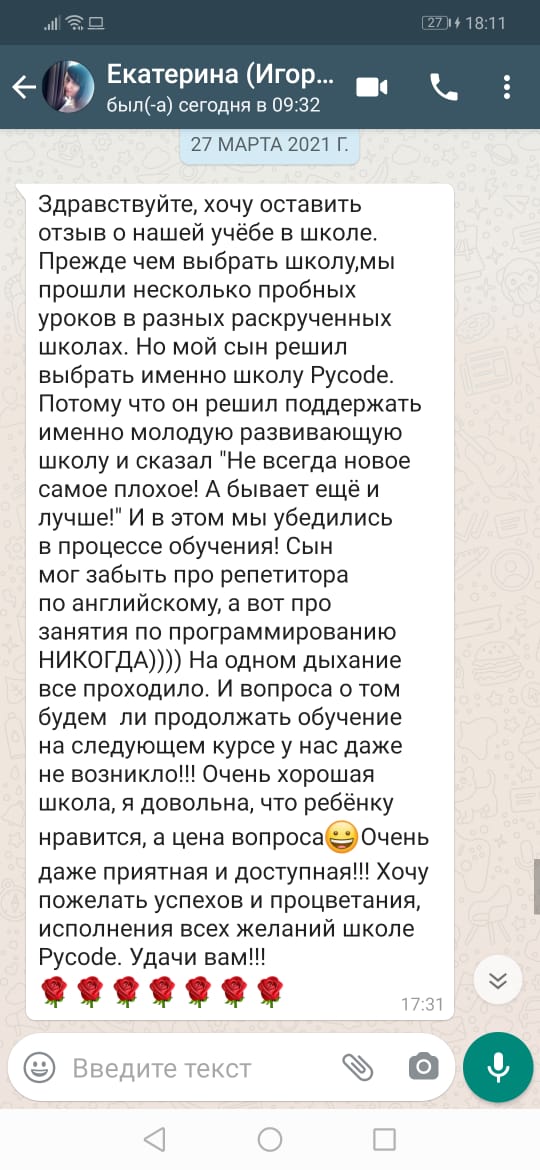 27 18:11
Екатерина (Игор...
был(-а) сегодня в 09:32
27 МАРТА 2021 Г.
Здравствуйте, хочу оставить
отзыв о нашей учёбе в школе.
Прежде чем выбрать школу,мы
прошли несколько пробных
уроков в разных раскрученных
школах. Но мой сын решил
выбрать именно школу Pycode.
Потому что он решил поддержать
именно молодую развивающую
школу и сказал "Не всегда новое
самое плохое! А бывает ещё и
лучше!" И в этом мы убедились
в процессе обучения! Сын
мог забыть про репетитора
по английскому, а вот про
занятия по программированию
НИКОГДА)))) На одном дыхание
все проходило. И вопроса о том
будем ли продолжать обучение
на следующем курсе у нас даже
не возникло!!! Очень хорошая
школа, я довольна, что ребёнку
нравится, а цена вопроса😀Очень
даже приятная и доступная!!! Хочу
пожелать успехов и процветания,
исполнения всех желаний школе
Pycode. Удачи вам!!!
🌹🌹🌹🌹🌹🌹🌹
17:31
Введите текст